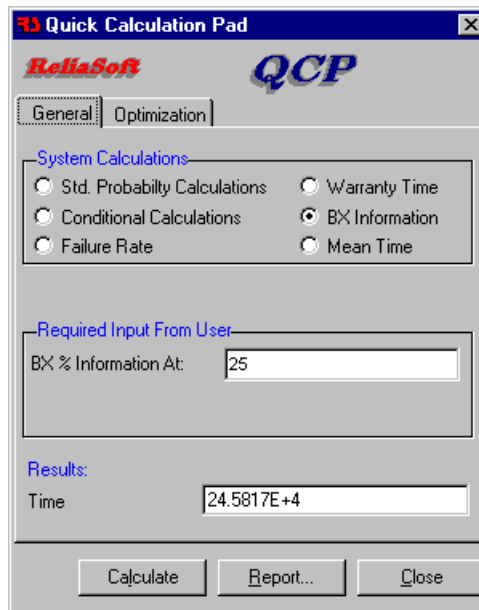 Quick Calculation Pad
ReliaSoft QCP
General Optimization
System Calculations
Std. Probabilty Calculations Warranty Time
Conditional Calculations BX Information
Failure Rate Mean Time
Required Input From User
BX % Information At: 25
Results:
Time 24.5817E+4
Calculate Report... Close